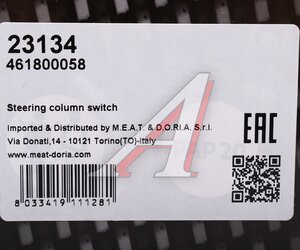 23134
461800058
Steering column switch
Imported & Distributed by M.E.A.T. & D.O.R.I.A. S.r.l.
Via Donati,14 - 10121 Torino(TO)-Italy
www.meat-doria.com
EAC
8 033419 111281